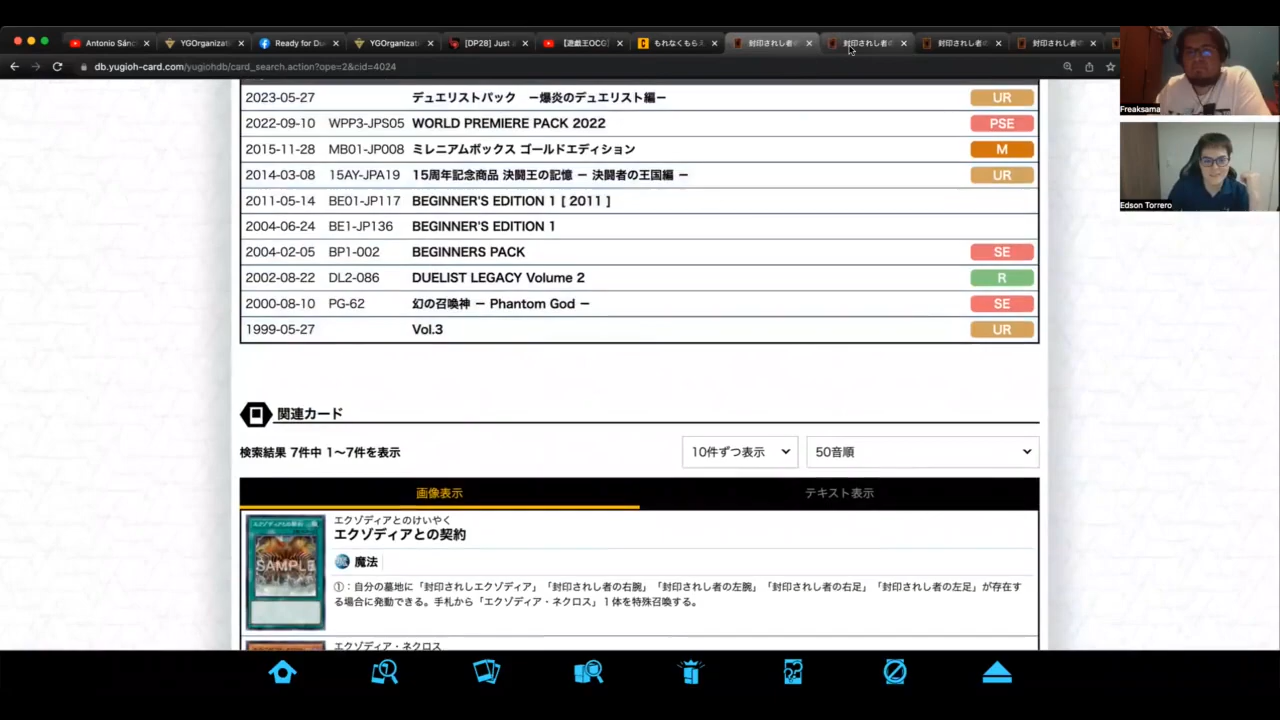 Antonio Sánc
YGOrganizati
Ready for Du
YGOrganizati
[DP28] Just a
【遊戯王OCG
もれなくもらえ
封印されし者の
封印されし者の
封印されし者の
封印されし者の
db.yugioh-card.com/yugiohdb/card_search.action?ope=2&cid=4024
2023-05-27 デュエリストパック －爆炎のデュエリスト編－ UR
2022-09-10 WPP3-JPS05 WORLD PREMIERE PACK 2022 PSE
2015-11-28 MB01-JP008 ミレニアムボックス ゴールドエディション M
2014-03-08 15AY-JPA19 15周年記念商品 決闘王の記憶 － 決闘者の王国編 － UR
2011-05-14 BE01-JP117 BEGINNER'S EDITION 1 [ 2011 ]
2004-06-24 BE1-JP136 BEGINNER'S EDITION 1
2004-02-05 BP1-002 BEGINNERS PACK SE
2002-08-22 DL2-086 DUELIST LEGACY Volume 2 R
2000-08-10 PG-62 幻の召喚神 － Phantom God － SE
1999-05-27 Vol.3 UR
関連カード
検索結果 7件中 1～7件を表示
10件ずつ表示
50音順
画像表示
テキスト表示
SAMPLE
エクゾディアとのけいやく
エクゾディアとの契約
魔法
①：自分の墓地に「封印されしエクゾディア」「封印されし者の右腕」「封印されし者の左腕」「封印されし者の右足」「封印されし者の左足」が存在す
る場合に発動できる。手札から「エクゾディア・ネクロス」１体を特殊召喚する。
エクゾディア・ネクロス
Freaksama
Edson Torrero